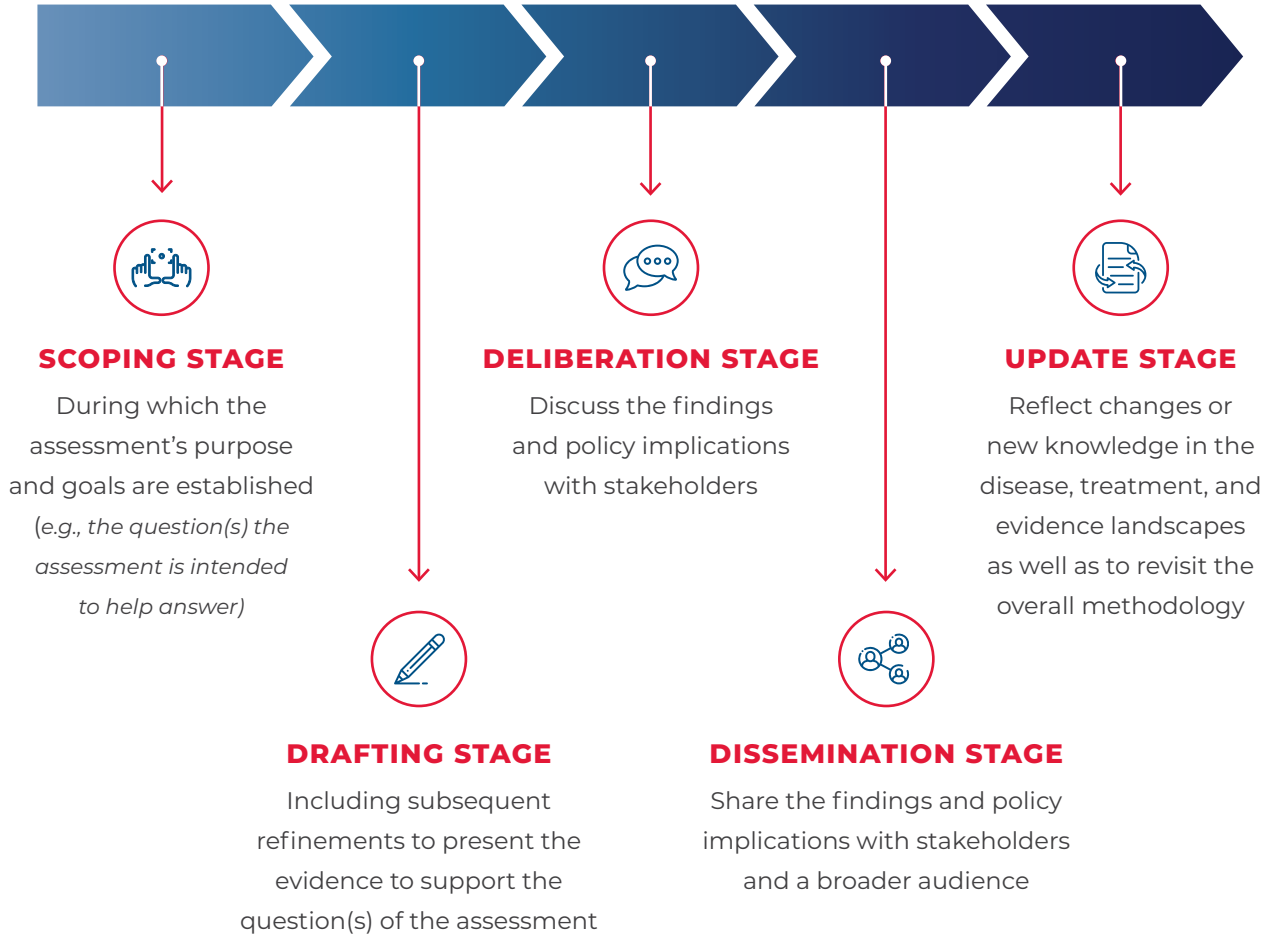 SCOPING STAGE
During which the
assessment’s purpose
and goals are established
(e.g., the question(s) the
assessment is intended
to help answer)
DRAFTING STAGE
Including subsequent
refinements to present the
evidence to support the
question(s) of the assessment
DELIBERATION STAGE
Discuss the findings
and policy implications
with stakeholders
DISSEMINATION STAGE
Share the findings and policy
implications with stakeholders
and a broader audience
UPDATE STAGE
Reflect changes or
new knowledge in the
disease, treatment, and
evidence landscapes
as well as to revisit the
overall methodology